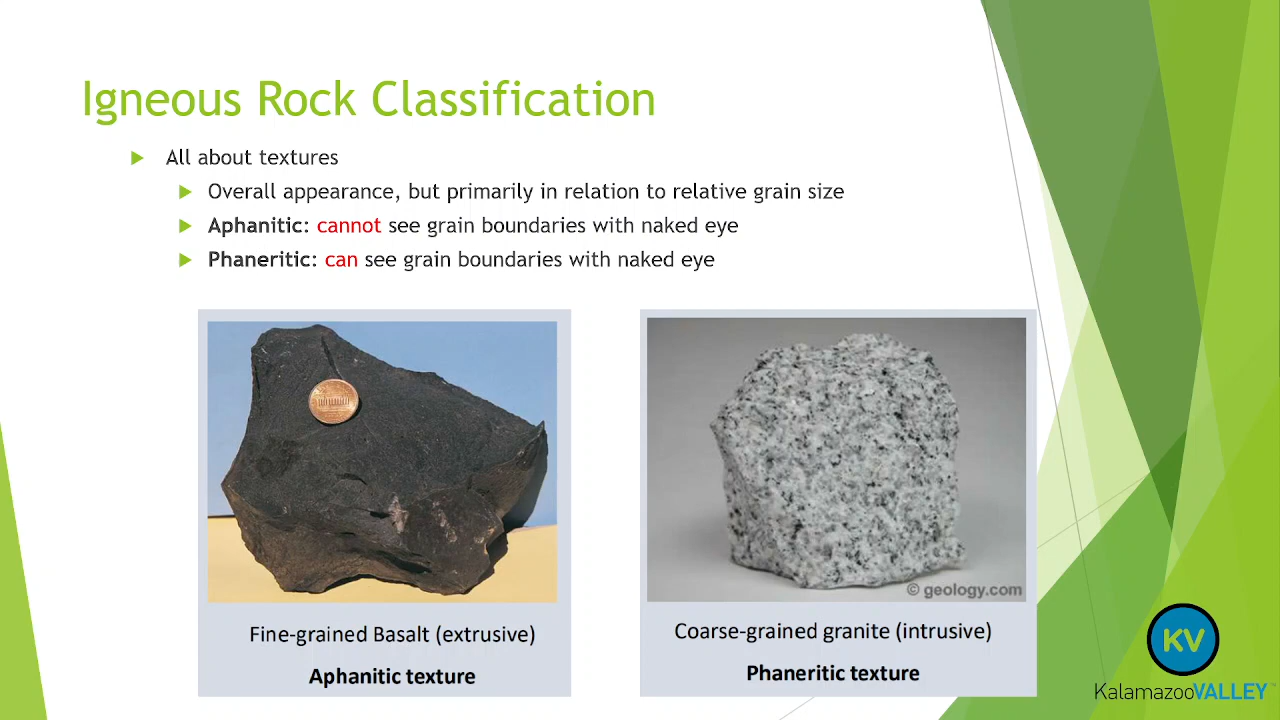 Igneous Rock Classification
All about textures
Overall appearance, but primarily in relation to relative grain size
Aphanitic: cannot see grain boundaries with naked eye
Phaneritic: can see grain boundaries with naked eye
© geology.com
Fine-grained Basalt (extrusive)
Aphanitic texture
Coarse-grained granite (intrusive)
Phaneritic texture
KV
KalamazooVALLEY™